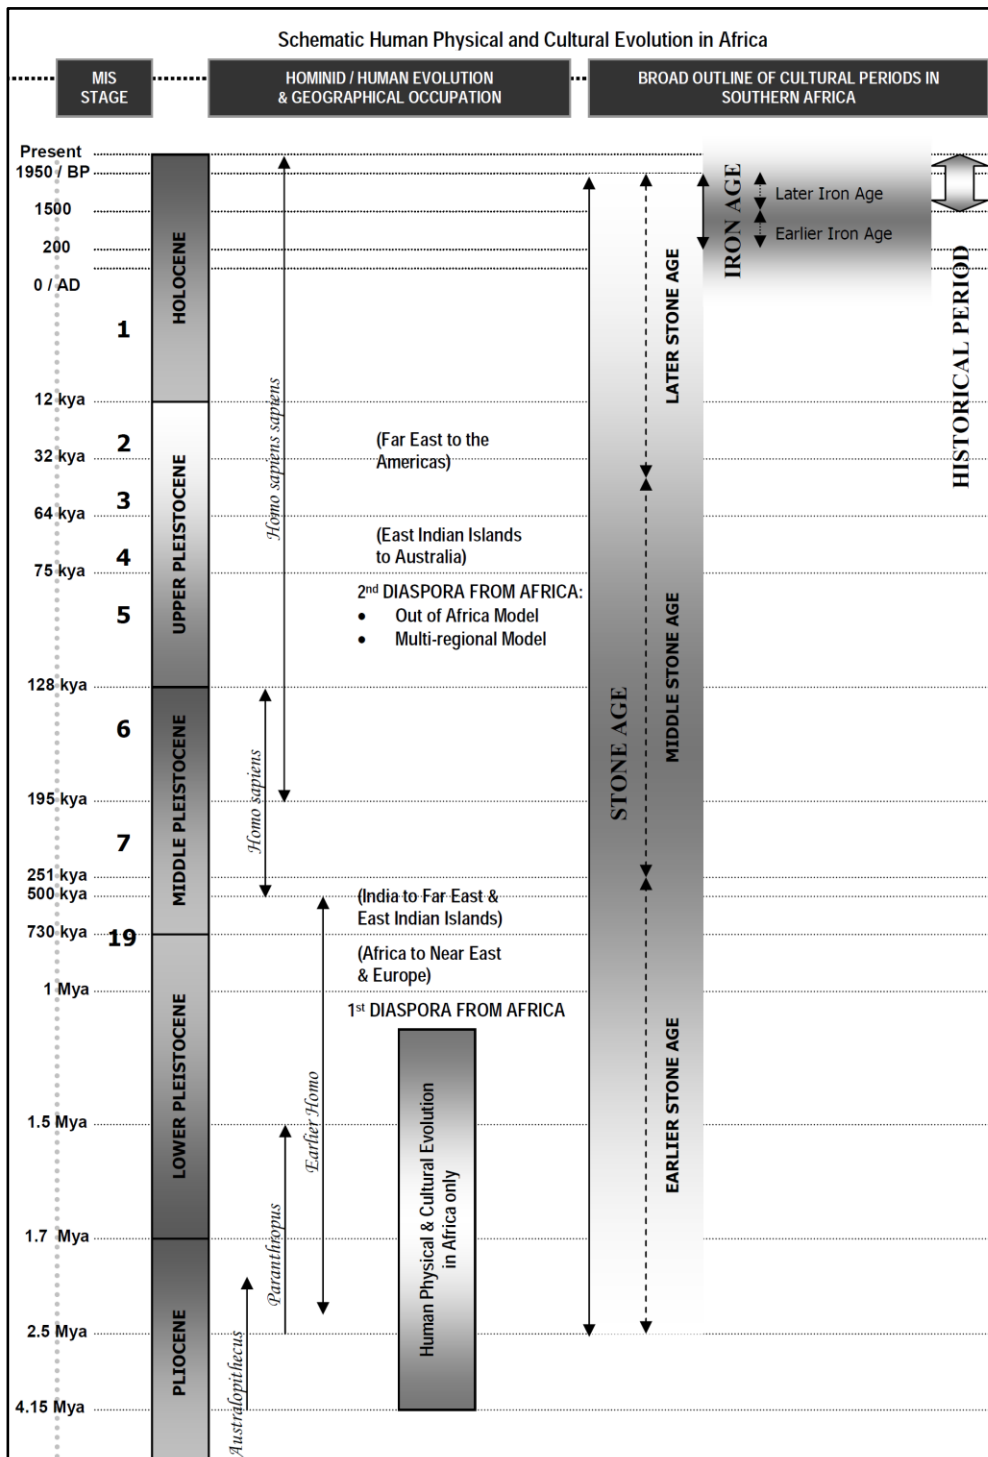 Schematic Human Physical and Cultural Evolution in Africa
MIS
STAGE
HOMINID / HUMAN EVOLUTION
& GEOGRAPHICAL OCCUPATION
BROAD OUTLINE OF CULTURAL PERIODS IN
SOUTHERN AFRICA
Present
1950 / BP
1500
200
0 / AD
12 kya
32 kya
64 kya
75 kya
128 kya
195 kya
251 kya
500 kya
730 kya
1 Mya
1.5 Mya
1.7 Mya
2.5 Mya
4.15 Mya
1
2
3
4
5
6
7
19
HOLOCENE
UPPER PLEISTOCENE
MIDDLE PLEISTOCENE
LOWER PLEISTOCENE
PLIOCENE
Homo sapiens sapiens
Homo sapiens
Earlier Homo
Paranthropus
Australopithecus
(Far East to the
Americas)
(East Indian Islands
to Australia)
2nd DIASPORA FROM AFRICA:
• Out of Africa Model
• Multi-regional Model
(India to Far East &
East Indian Islands)
(Africa to Near East
& Europe)
1st DIASPORA FROM AFRICA
Human Physical & Cultural Evolution
in Africa only
STONE AGE
LATER STONE AGE
MIDDLE STONE AGE
EARLIER STONE AGE
IRON AGE
Later Iron Age
Earlier Iron Age
HISTORICAL PERIOD